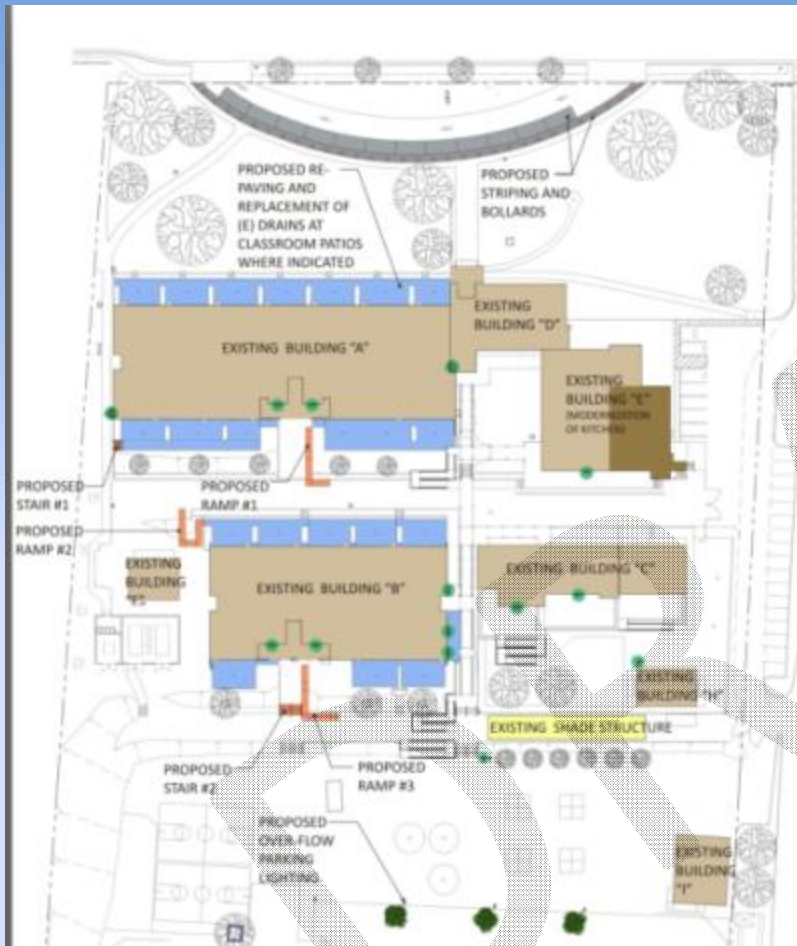 PROPOSED RE-
PAVING AND
REPLACEMENT OF
(E) DRAINS AT
CLASSROOM PATIOS
WHERE INDICATED
PROPOSED
STRIPING AND
BOLLARDS
EXISTING
BUILDING "D"
EXISTING BUILDING "A"
EXISTING
BUILDING "E"
(MODERNIZATION
OF KITCHEN)
PROPOSED
STAIR #1
PROPOSED
RAMP #1
PROPOSED
RAMP #2
EXISTING
BUILDING
EXISTING BUILDING "B"
EXISTING BUILDING "C"
EXISTING
BUILDING "H"
EXISTING SHADE STRUCTURE
PROPOSED
STAIR #2
PROPOSED
RAMP #3
PROPOSED
OVER-FLOW
PARKING
LIGHTING
EXISTING
BUILDING
"I"